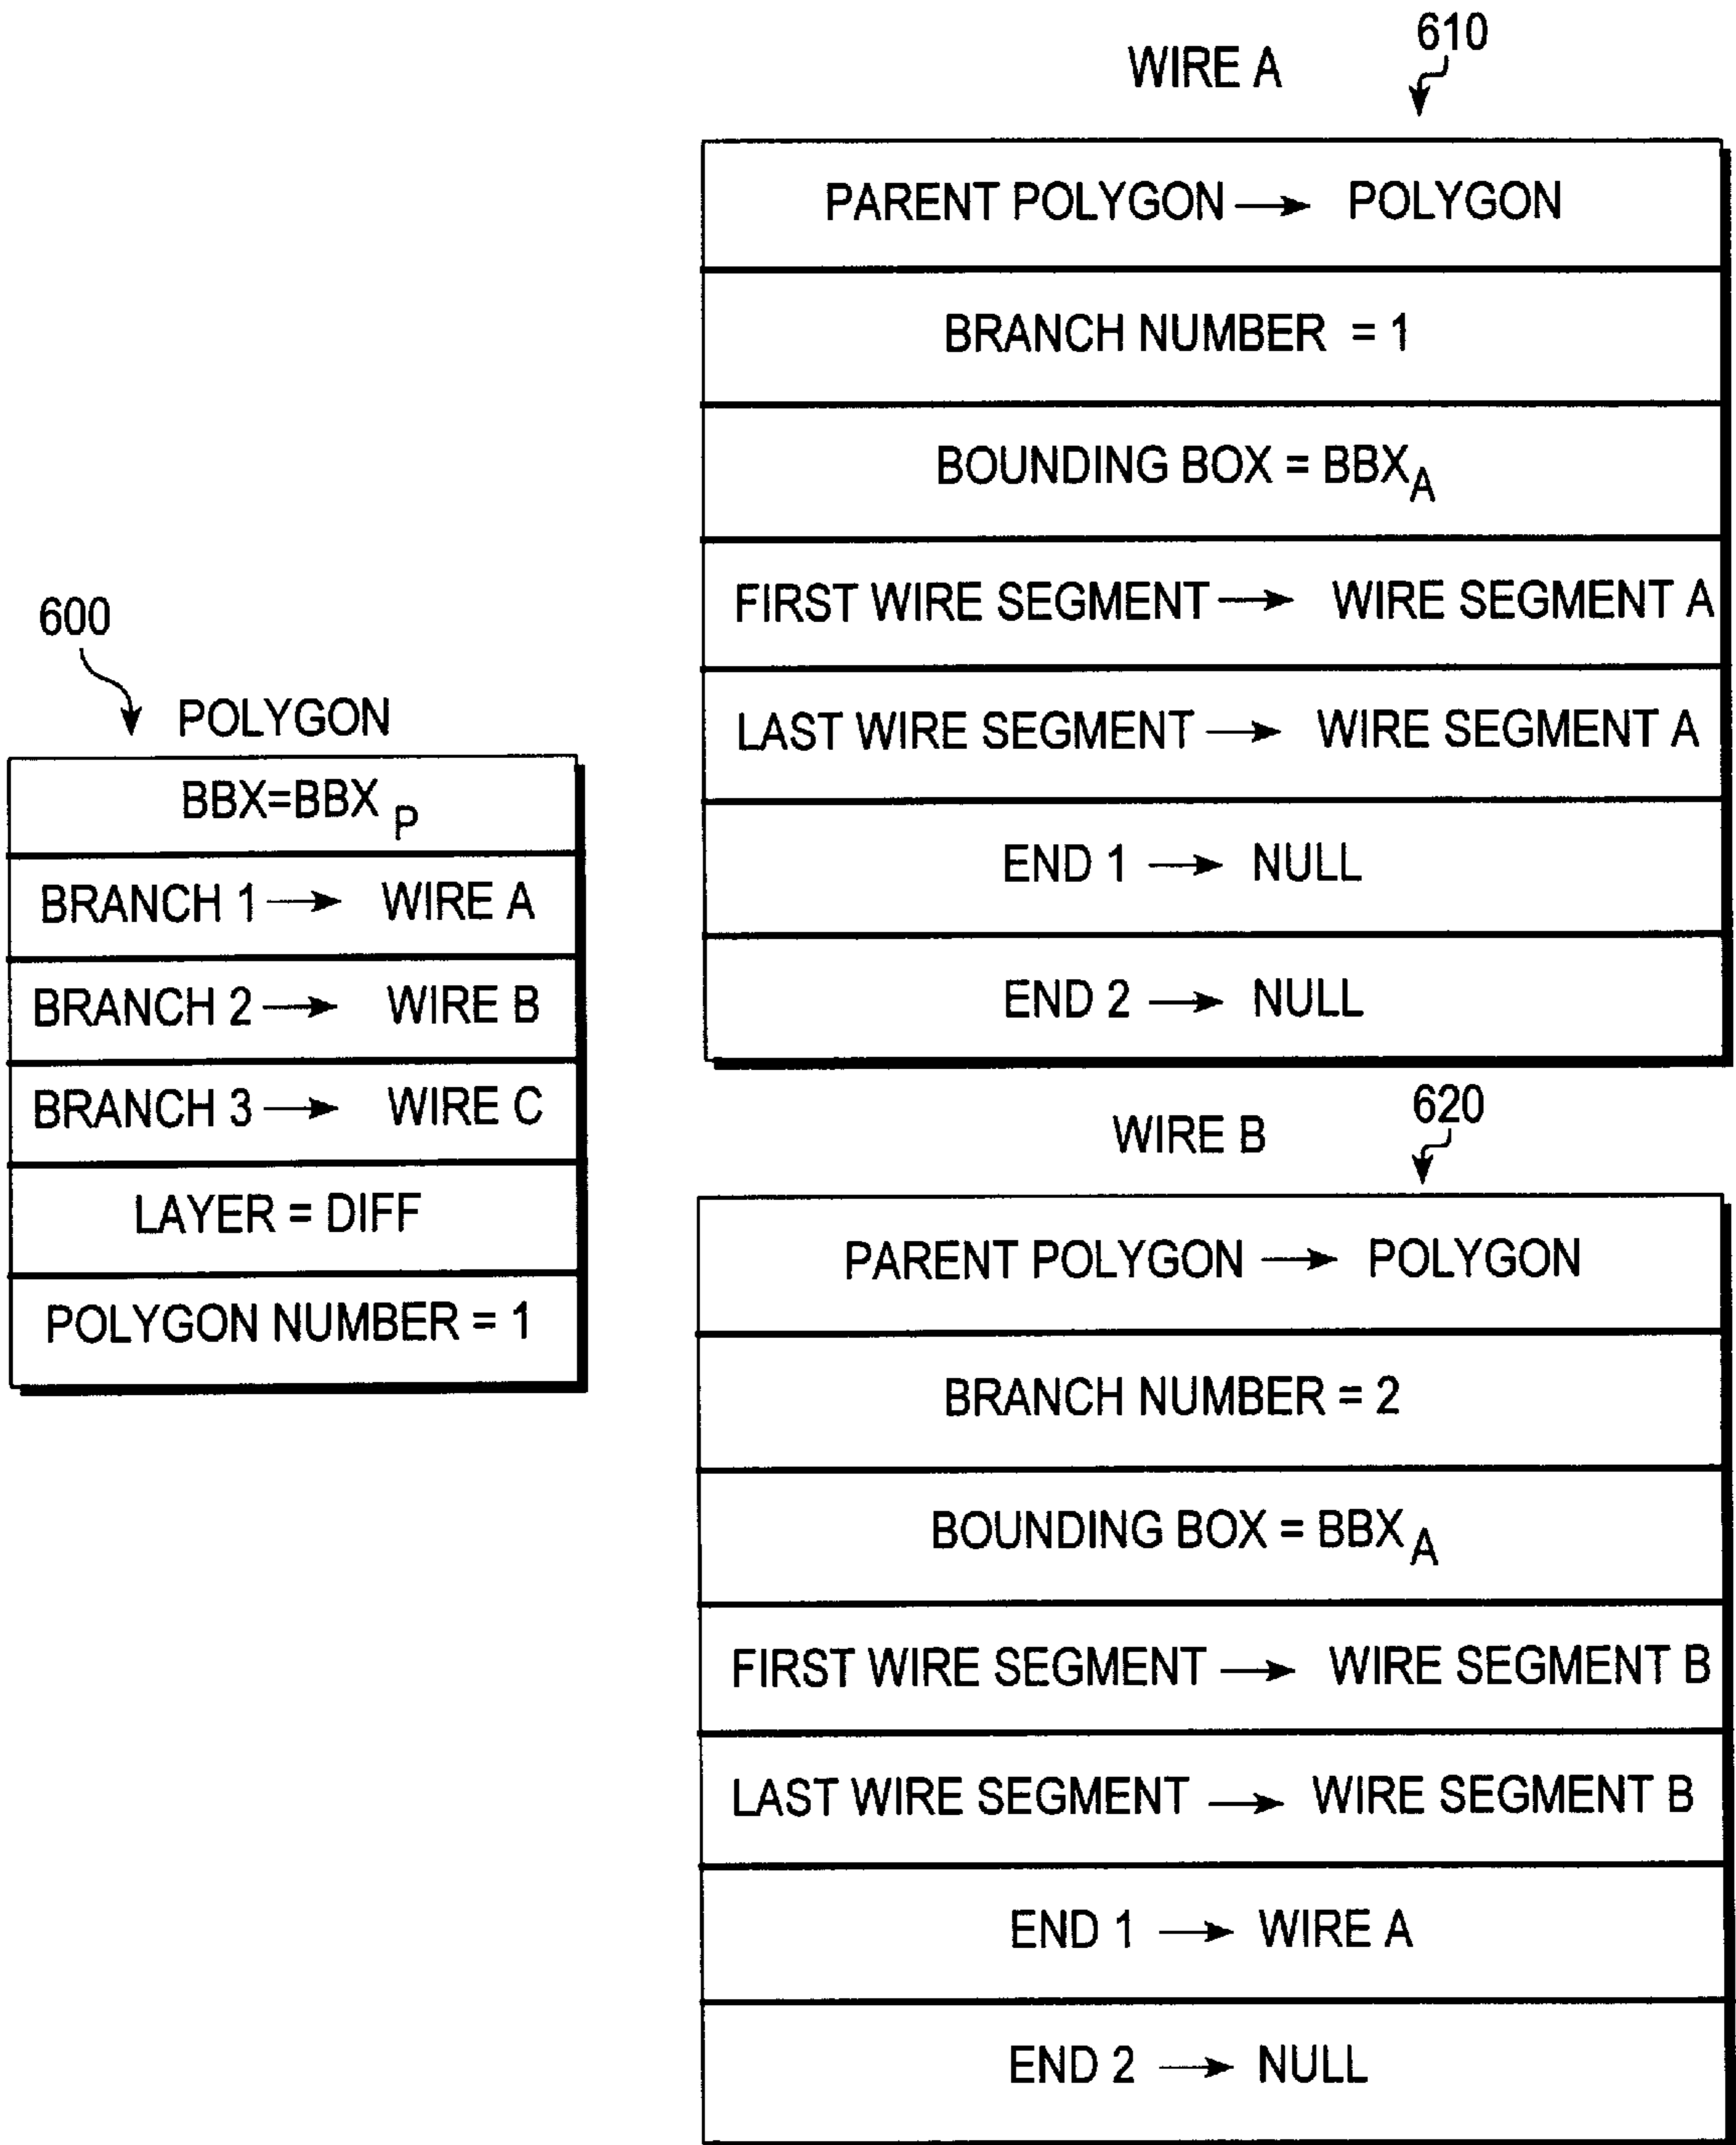 600
POLYGON
BBX=BBX P
BRANCH 1 → WIRE A
BRANCH 2 → WIRE B
BRANCH 3 → WIRE C
LAYER = DIFF
POLYGON NUMBER = 1
WIRE A
610
PARENT POLYGON → POLYGON
BRANCH NUMBER = 1
BOUNDING BOX = BBX A
FIRST WIRE SEGMENT → WIRE SEGMENT A
LAST WIRE SEGMENT → WIRE SEGMENT A
END 1 → NULL
END 2 → NULL
WIRE B
620
PARENT POLYGON → POLYGON
BRANCH NUMBER = 2
BOUNDING BOX = BBX A
FIRST WIRE SEGMENT → WIRE SEGMENT B
LAST WIRE SEGMENT → WIRE SEGMENT B
END 1 → WIRE A
END 2 → NULL